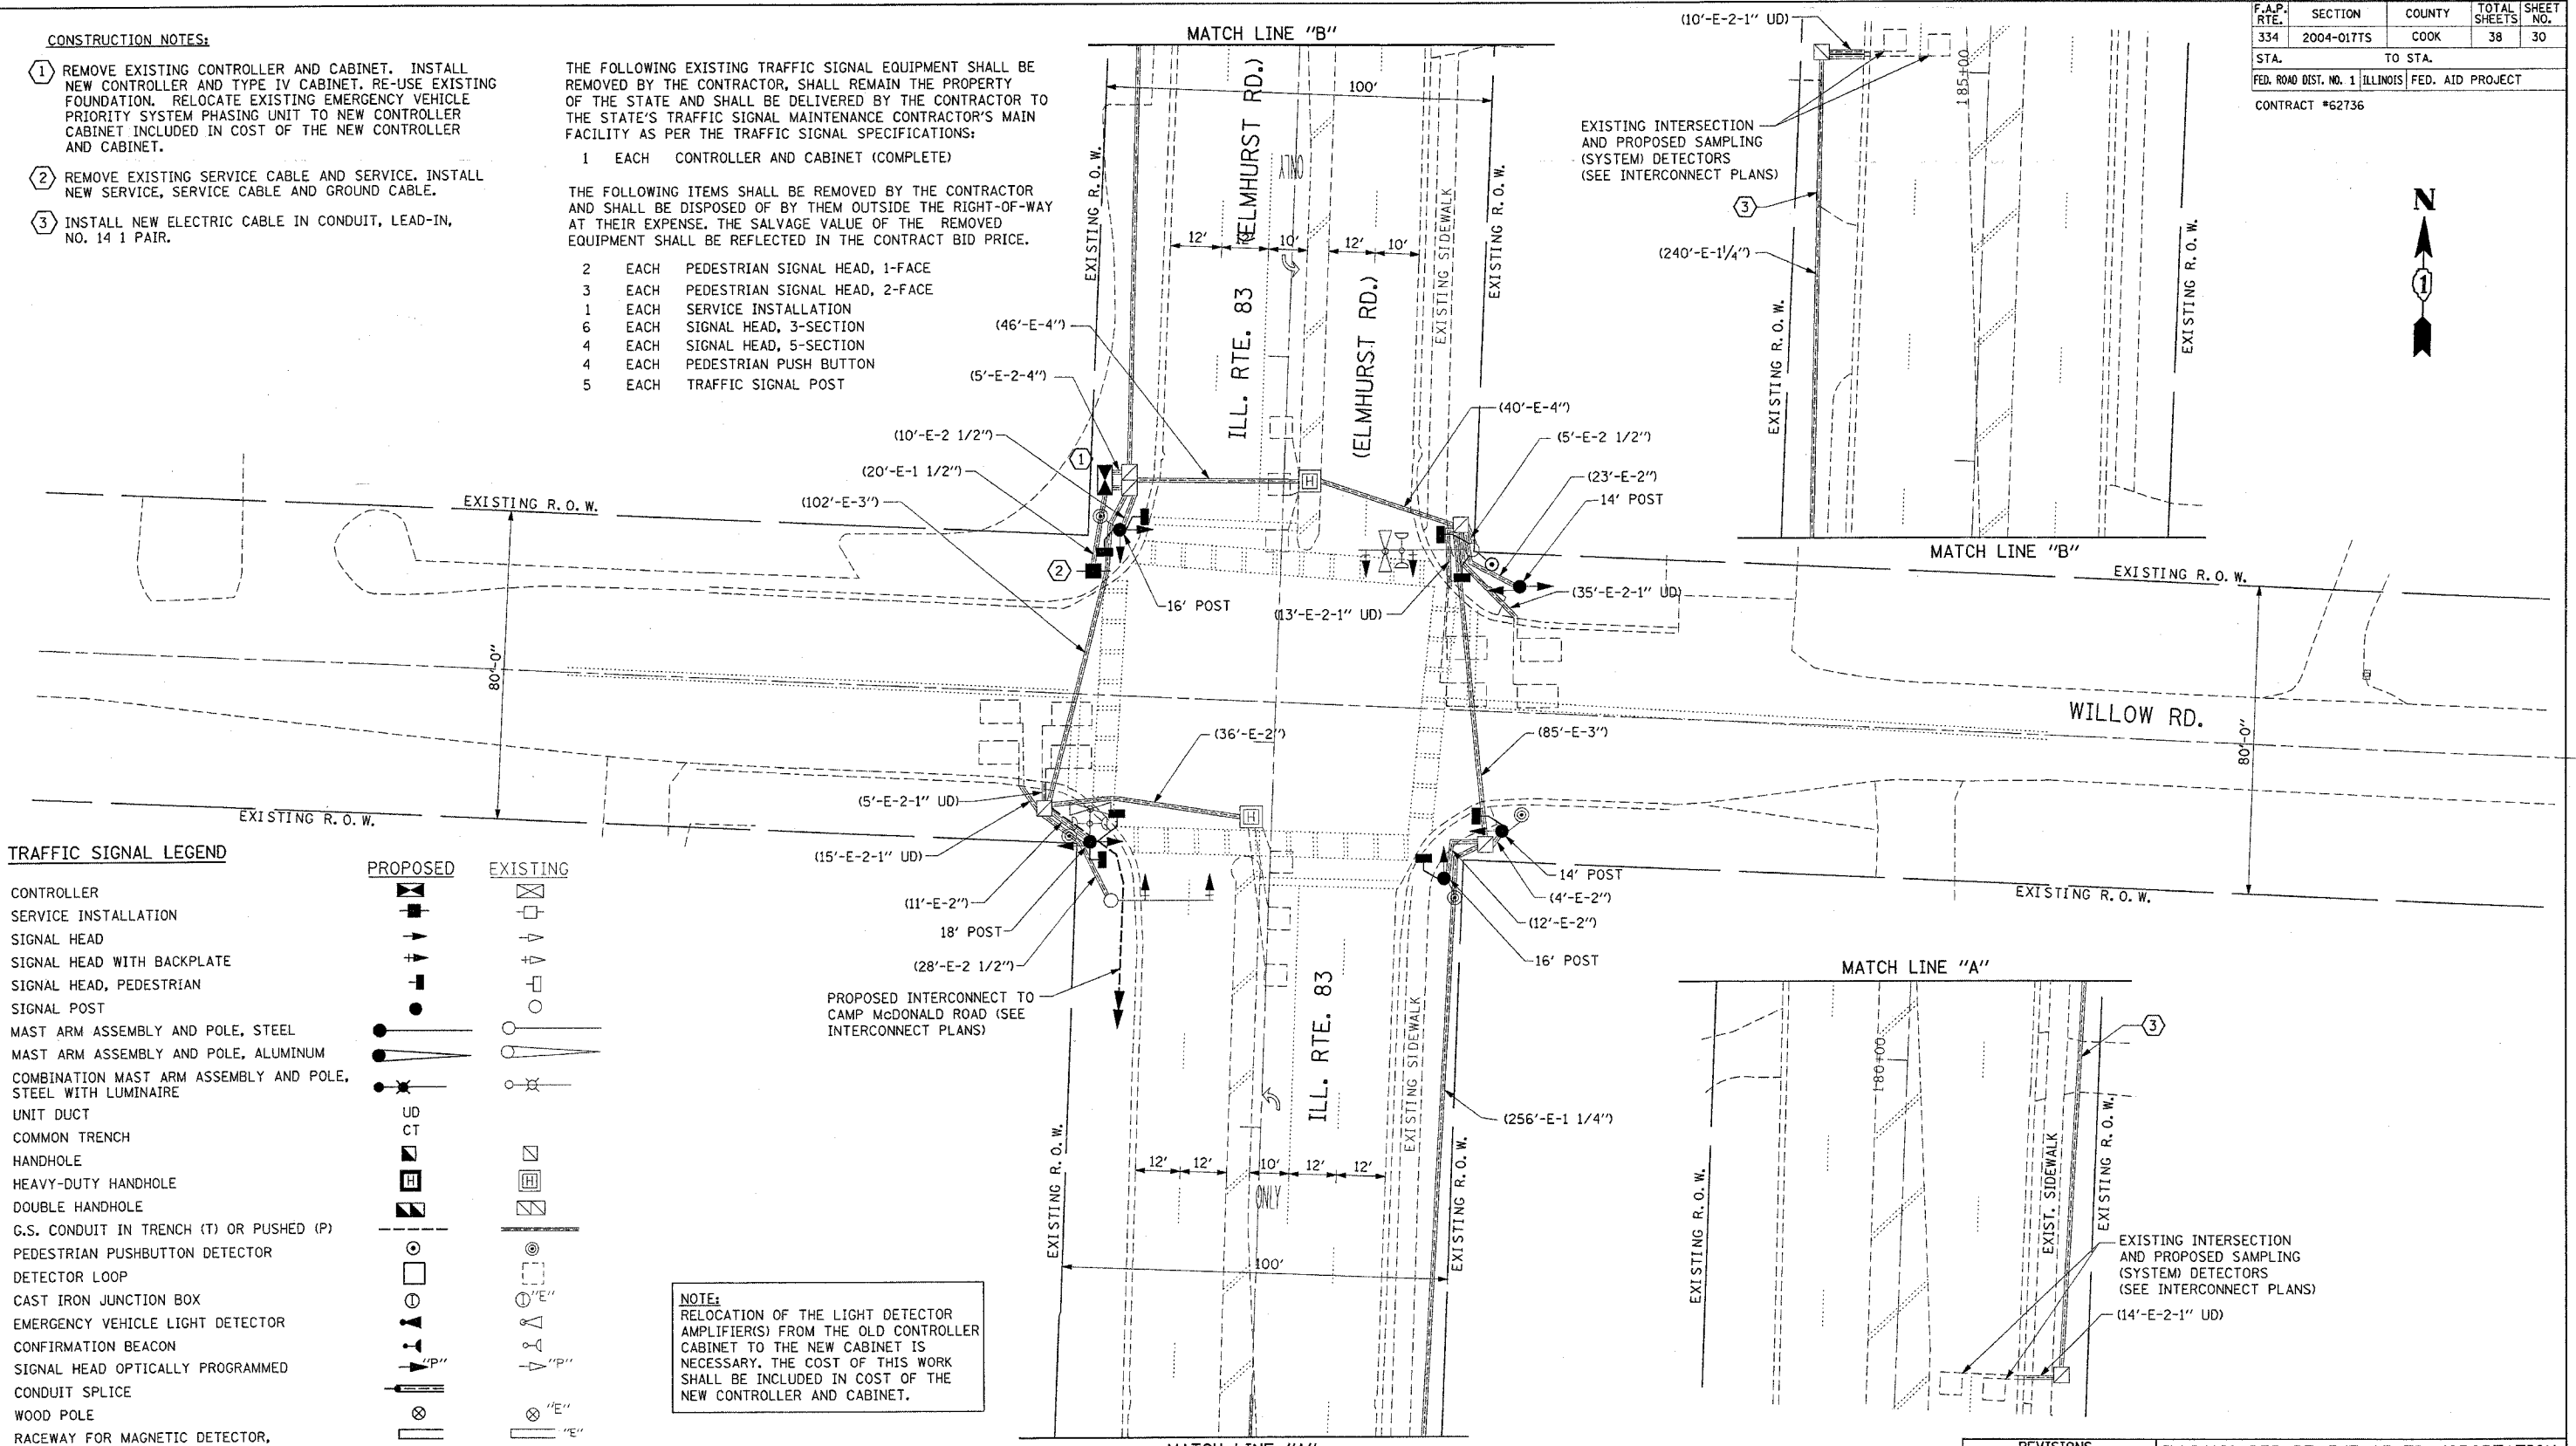 CONSTRUCTION NOTES:
1 REMOVE EXISTING CONTROLLER AND CABINET. INSTALL
NEW CONTROLLER AND TYPE IV CABINET. RE-USE EXISTING
FOUNDATION. RELOCATE EXISTING EMERGENCY VEHICLE
PRIORITY SYSTEM PHASING UNIT TO NEW CONTROLLER
CABINET INCLUDED IN COST OF THE NEW CONTROLLER
AND CABINET.
2 REMOVE EXISTING SERVICE CABLE AND SERVICE. INSTALL
NEW SERVICE, SERVICE CABLE AND GROUND CABLE.
3 INSTALL NEW ELECTRIC CABLE IN CONDUIT, LEAD-IN,
NO. 14 1 PAIR.
THE FOLLOWING EXISTING TRAFFIC SIGNAL EQUIPMENT SHALL BE
REMOVED BY THE CONTRACTOR, SHALL REMAIN THE PROPERTY
OF THE STATE AND SHALL BE DELIVERED BY THE CONTRACTOR TO
THE STATE'S TRAFFIC SIGNAL MAINTENANCE CONTRACTOR'S MAIN
FACILITY AS PER THE TRAFFIC SIGNAL SPECIFICATIONS:
1 EACH CONTROLLER AND CABINET (COMPLETE)
THE FOLLOWING ITEMS SHALL BE REMOVED BY THE CONTRACTOR
AND SHALL BE DISPOSED OF BY THEM OUTSIDE THE RIGHT-OF-WAY
AT THEIR EXPENSE. THE SALVAGE VALUE OF THE REMOVED
EQUIPMENT SHALL BE REFLECTED IN THE CONTRACT BID PRICE.
2 EACH PEDESTRIAN SIGNAL HEAD, 1-FACE
3 EACH PEDESTRIAN SIGNAL HEAD, 2-FACE
1 EACH SERVICE INSTALLATION
6 EACH SIGNAL HEAD, 3-SECTION
4 EACH SIGNAL HEAD, 5-SECTION
4 EACH PEDESTRIAN PUSH BUTTON
5 EACH TRAFFIC SIGNAL POST
MATCH LINE "B"
100'
EXISTING R.O.W.
(ELMHURST RD.)
ONLY
EXISTING SIDEWALK
EXISTING R.O.W.
12' 10' 10' 12' 10'
ILL. RTE. 83
(ELMHURST RD.)
(46'-E-4")
(5'-E-2-4")
(10'-E-2 1/2")
(20'-E-1 1/2")
(102'-E-3")
1
2
16' POST
(40'-E-4")
(5'-E-2 1/2")
(23'-E-2")
14' POST
(35'-E-2-1" UD)
(13'-E-2-1" UD)
H
EXISTING R.O.W.
80'-0"
EXISTING R.O.W.
(36'-E-2")
(85'-E-3")
H
(5'-E-2-1" UD)
(15'-E-2-1" UD)
(11'-E-2")
18' POST
(28'-E-2 1/2")
PROPOSED INTERCONNECT TO
CAMP McDONALD ROAD (SEE
INTERCONNECT PLANS)
14' POST
(4'-E-2")
(12'-E-2")
16' POST
WILLOW RD.
EXISTING R.O.W.
80'-0"
EXISTING R.O.W.
ILL. RTE. 83
EXISTING SIDEWALK
(256'-E-1 1/4")
EXISTING R.O.W.
12' 12' 10' 12' 12'
ONLY
EXISTING R.O.W.
100'
MATCH LINE "A"
(10'-E-2-1" UD)
EXISTING INTERSECTION
AND PROPOSED SAMPLING
(SYSTEM) DETECTORS
(SEE INTERCONNECT PLANS)
3
(240'-E-1 1/4")
185+00
EXISTING R.O.W.
EXISTING R.O.W.
MATCH LINE "B"
F.A.P. RTE. SECTION COUNTY TOTAL SHEETS SHEET NO.
334 2004-017TS COOK 38 30
STA. TO STA.
FED. ROAD DIST. NO. 1 ILLINOIS FED. AID PROJECT
CONTRACT #62736
N
1
MATCH LINE "A"
3
180+00
EXISTING R.O.W.
EXIST. SIDEWALK
EXISTING R.O.W.
EXISTING INTERSECTION
AND PROPOSED SAMPLING
(SYSTEM) DETECTORS
(SEE INTERCONNECT PLANS)
(14'-E-2-1" UD)
TRAFFIC SIGNAL LEGEND
PROPOSED EXISTING
CONTROLLER
SERVICE INSTALLATION
SIGNAL HEAD
SIGNAL HEAD WITH BACKPLATE
SIGNAL HEAD, PEDESTRIAN
SIGNAL POST
MAST ARM ASSEMBLY AND POLE, STEEL
MAST ARM ASSEMBLY AND POLE, ALUMINUM
COMBINATION MAST ARM ASSEMBLY AND POLE,
STEEL WITH LUMINAIRE
UNIT DUCT UD
COMMON TRENCH CT
HANDHOLE
HEAVY-DUTY HANDHOLE H H
DOUBLE HANDHOLE
G.S. CONDUIT IN TRENCH (T) OR PUSHED (P)
PEDESTRIAN PUSHBUTTON DETECTOR
DETECTOR LOOP
CAST IRON JUNCTION BOX "E"
EMERGENCY VEHICLE LIGHT DETECTOR
CONFIRMATION BEACON
SIGNAL HEAD OPTICALLY PROGRAMMED "P" "P"
CONDUIT SPLICE
WOOD POLE "E"
RACEWAY FOR MAGNETIC DETECTOR, "E"
NOTE:
RELOCATION OF THE LIGHT DETECTOR
AMPLIFIER(S) FROM THE OLD CONTROLLER
CABINET TO THE NEW CABINET IS
NECESSARY. THE COST OF THIS WORK
SHALL BE INCLUDED IN COST OF THE
NEW CONTROLLER AND CABINET.
REVISIONS